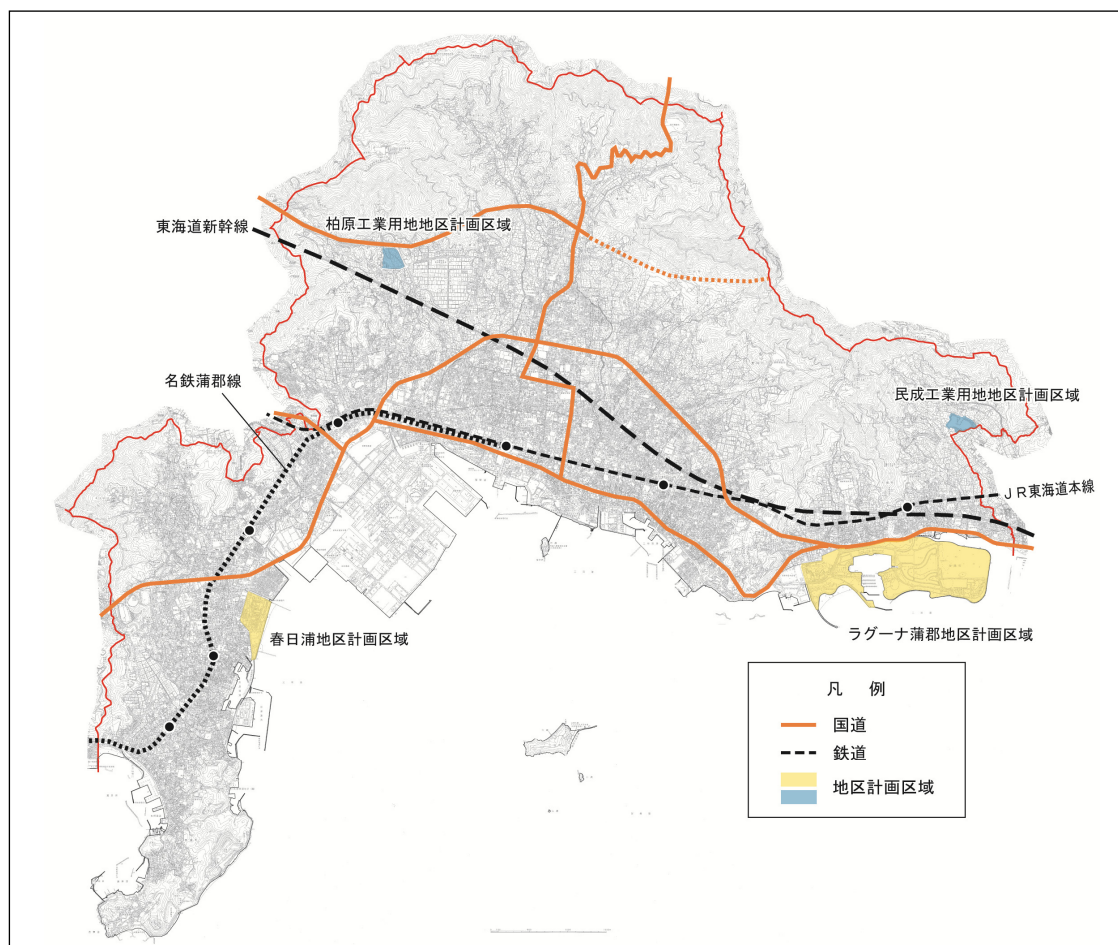 東海道新幹線
柏原工業用地地区計画区域
名鉄蒲郡線
民成工業用地地区計画区域
ＪＲ東海道本線
春日浦地区計画区域
ラグーナ蒲郡地区計画区域
凡 例
国道
鉄道
地区計画区域